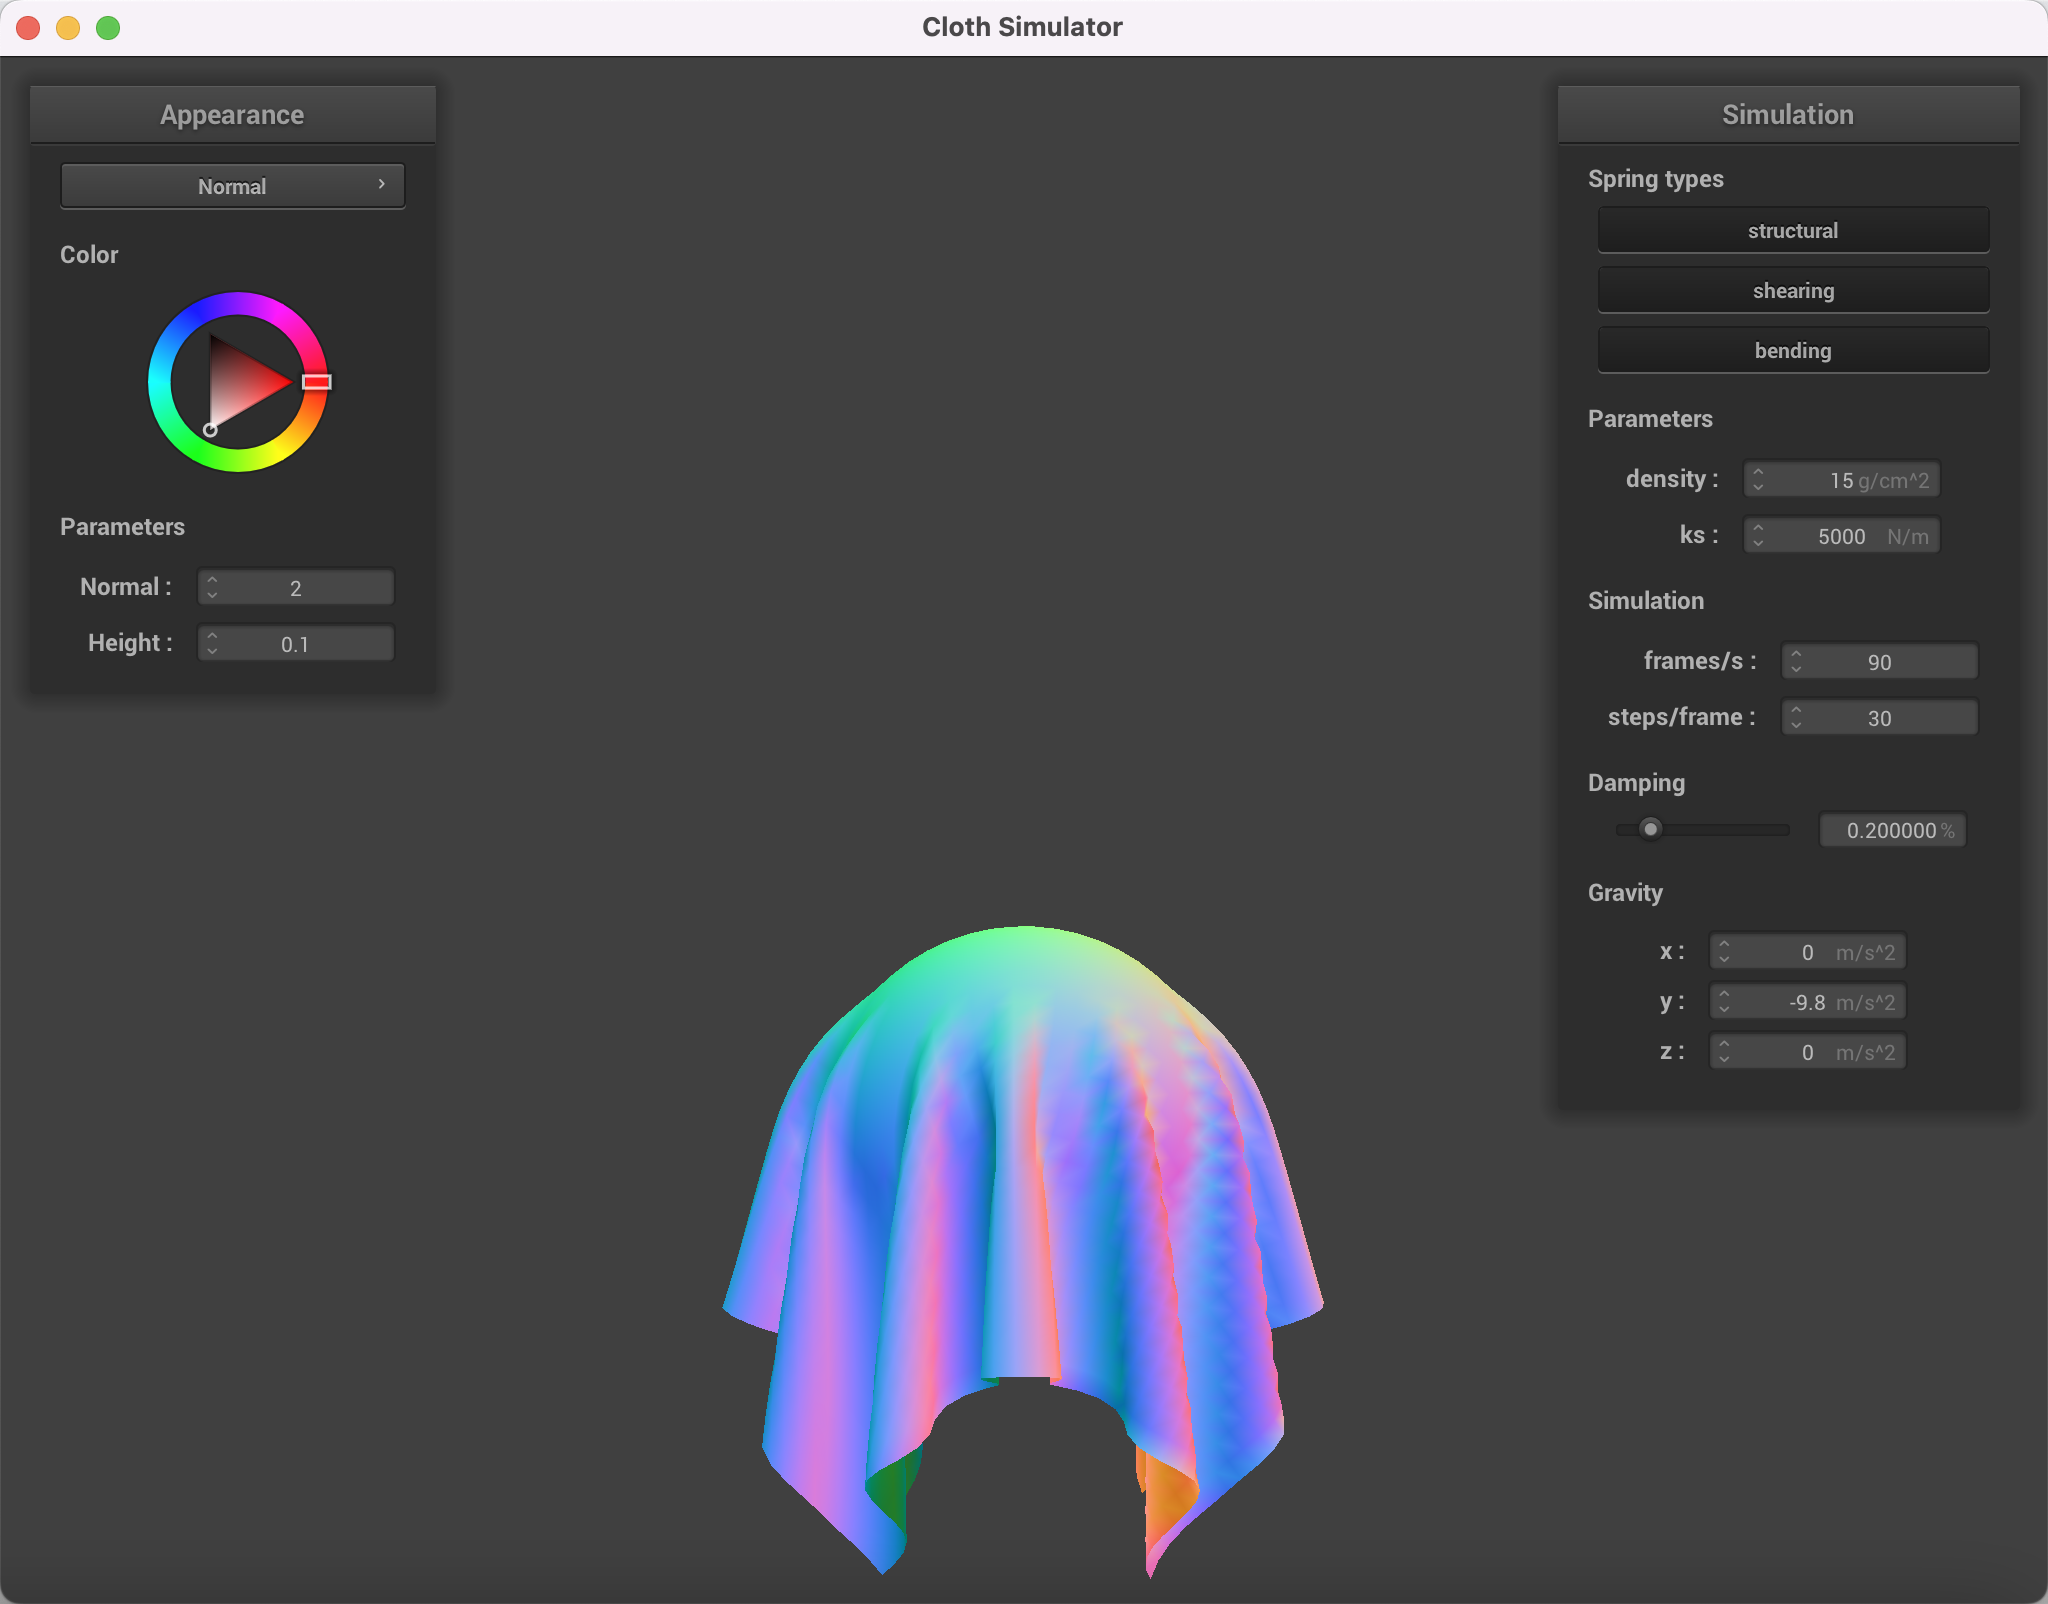 Cloth Simulator
Appearance
Normal
Color
Parameters
Normal : 2
Height : 0.1
Simulation
Spring types
structural
shearing
bending
Parameters
density : 15 g/cm^2
ks : 5000 N/m
Simulation
frames/s : 90
steps/frame : 30
Damping
0.200000 %
Gravity
x : 0 m/s^2
y : -9.8 m/s^2
z : 0 m/s^2